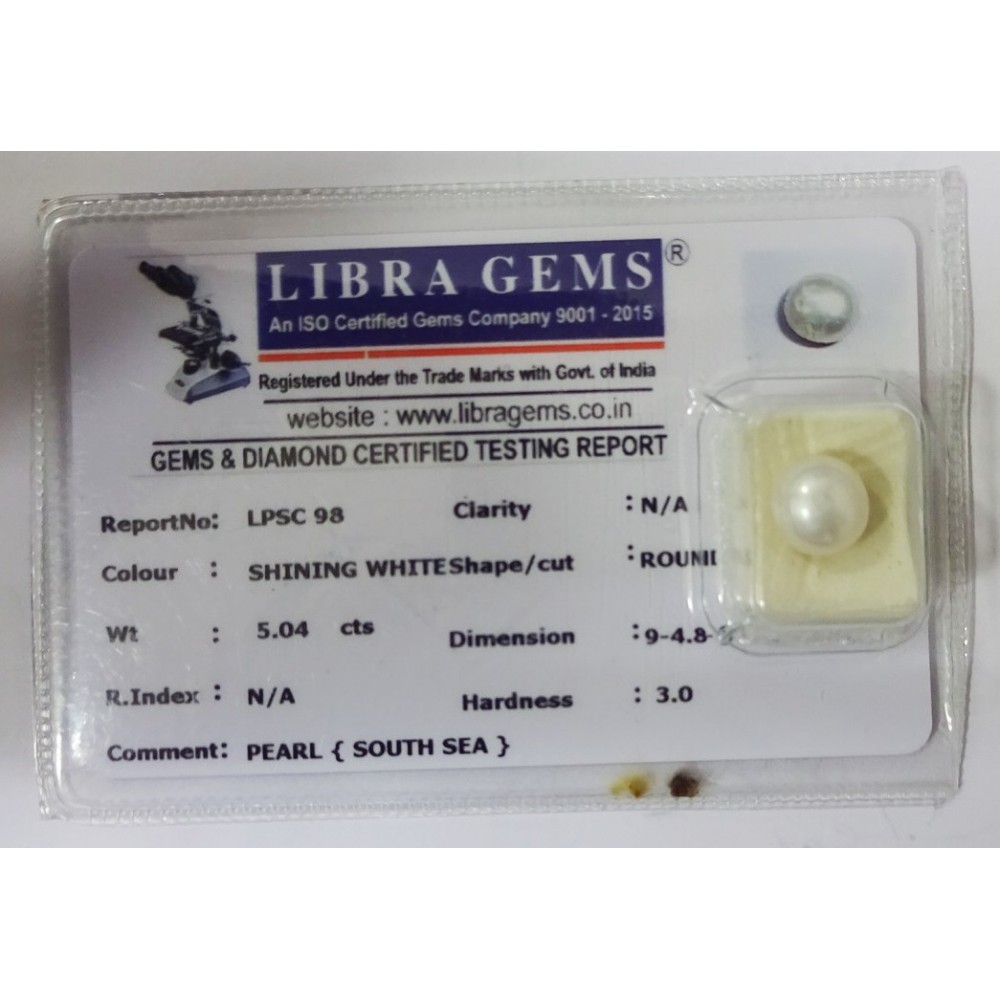 LIBRA GEMS ®
An ISO Certified Gems Company 9001 - 2015
Registered Under the Trade Marks with Govt. of India
website : www.libragems.co.in
GEMS & DIAMOND CERTIFIED TESTING REPORT
ReportNo: LPSC 98 Clarity : N/A
Colour : SHINING WHITE Shape/cut : ROUND
Wt : 5.04 cts Dimension : 9-4.8-
R.Index : N/A Hardness : 3.0
Comment: PEARL { SOUTH SEA }